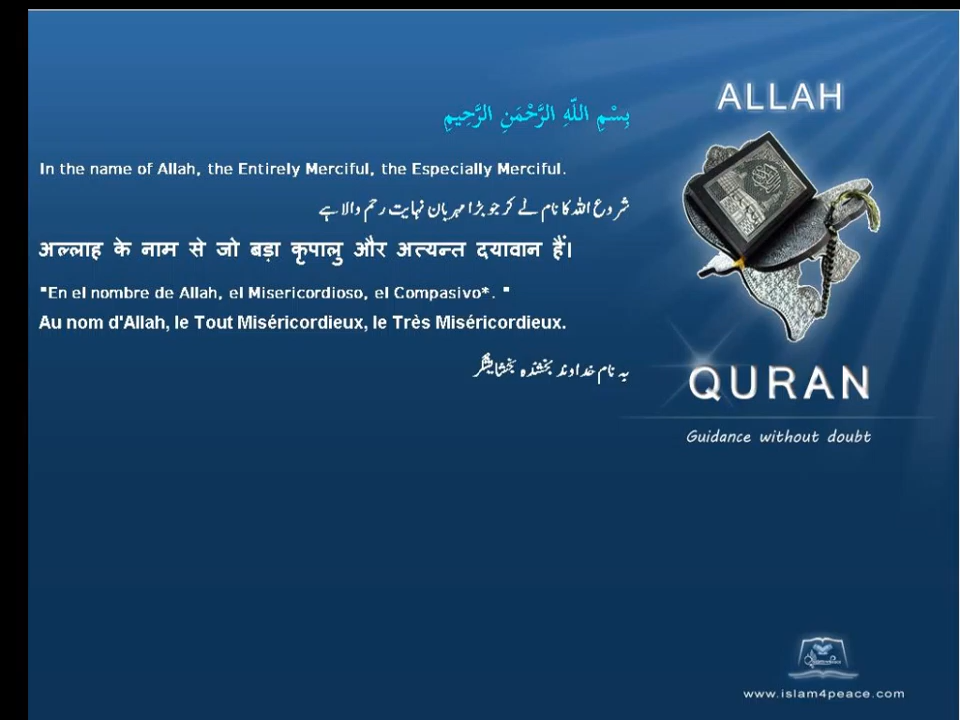 بِسْمِ اللَّهِ الرَّحْمَنِ الرَّحِيمِ
In the name of Allah, the Entirely Merciful, the Especially Merciful.
شروع الله کا نام لے کر جو بڑا مہربان نہایت رحم والا ہے
अल्लाह के नाम से जो बड़ा कृपालु और अत्यन्त दयावान हैं।
"En el nombre de Allah, el Misericordioso, el Compasivo*. "
Au nom d'Allah, le Tout Miséricordieux, le Très Miséricordieux.
به نام خداوند بخشنده بخشایشگر
ALLAH
QURAN
Guidance without doubt
www.islam4peace.com